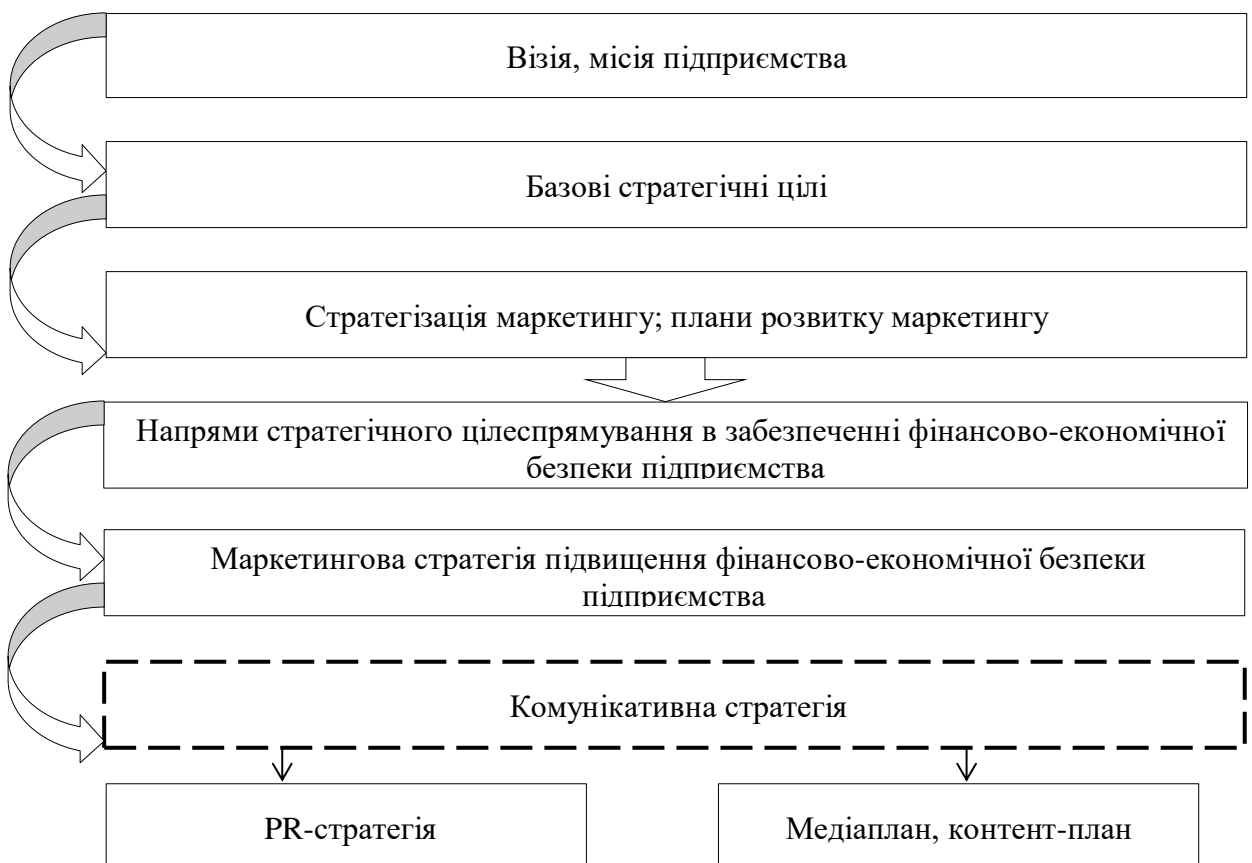 Візія, місія підприємства
Базові стратегічні цілі
Стратегізація маркетингу; плани розвитку маркетингу
Напрями стратегічного цілеспрямування в забезпеченні фінансово-економічної
безпеки підприємства
Маркетингова стратегія підвищення фінансово-економічної безпеки
підприємства
Комунікативна стратегія
PR-стратегія
Медіаплан, контент-план